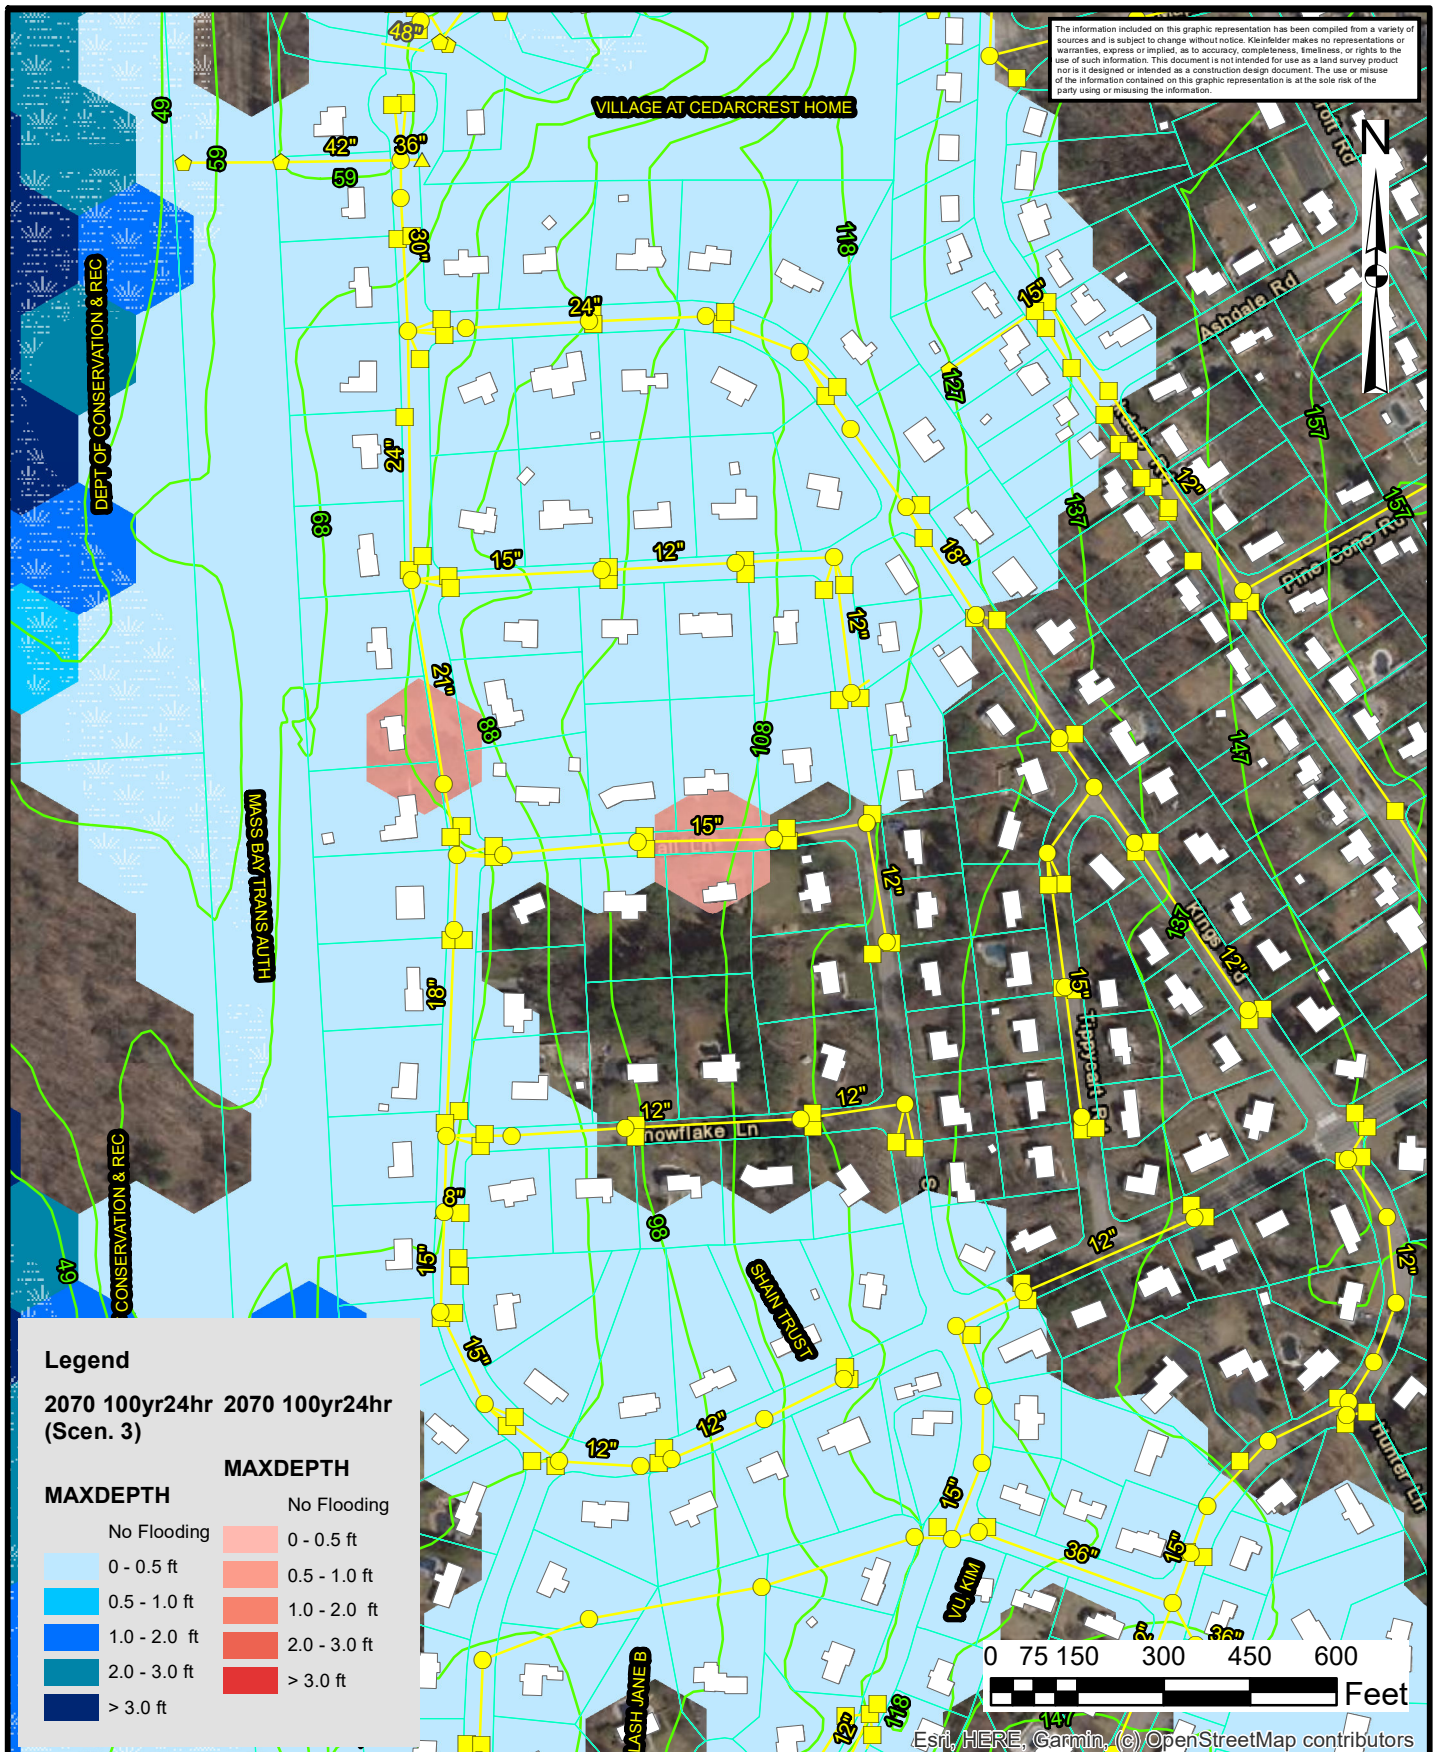 48"
The information included on this graphic representation has been compiled from a variety of
sources and is subject to change without notice. Kleinfelder makes no representations or
warranties, express or implied, as to accuracy, completeness, timeliness, or rights to the
use of such information. This document is not intended for use as a land survey product
nor is it designed or intended as a construction design document. The use or misuse
of the information contained on this graphic representation is at the sole risk of the
party using or misusing the information.
49
VILLAGE AT CEDARCREST HOME
N
59
42"
36"
59
30"
118
DEPT OF CONSERVATION & REC
24"
15"
Ashdale Rd
127
157
24"
89
12"
137
157
Pine Cone Rd
15"
12"
18"
12"
21"
88
108
147
MASS BAY TRANS AUTH
15"
12"
137
Kings Rd
12"
18"
15"
Tippycart Rd
12"
12"
Snowflake Ln
CONSERVATION & REC
8"
98
S
12"
12"
15"
49
SHAIN TRUST
15"
12"
12"
Hunter Ln
15"
36"
15"
VU, KIM
36"
LASH JANE B
12"
118
147
Legend
2070 100yr24hr
(Scen. 3)
MAXDEPTH
No Flooding
0 - 0.5 ft
0.5 - 1.0 ft
1.0 - 2.0 ft
2.0 - 3.0 ft
> 3.0 ft
2070 100yr24hr
MAXDEPTH
No Flooding
0 - 0.5 ft
0.5 - 1.0 ft
1.0 - 2.0 ft
2.0 - 3.0 ft
> 3.0 ft
0 75 150 300 450 600
Feet
Esri, HERE, Garmin, (c) OpenStreetMap contributors